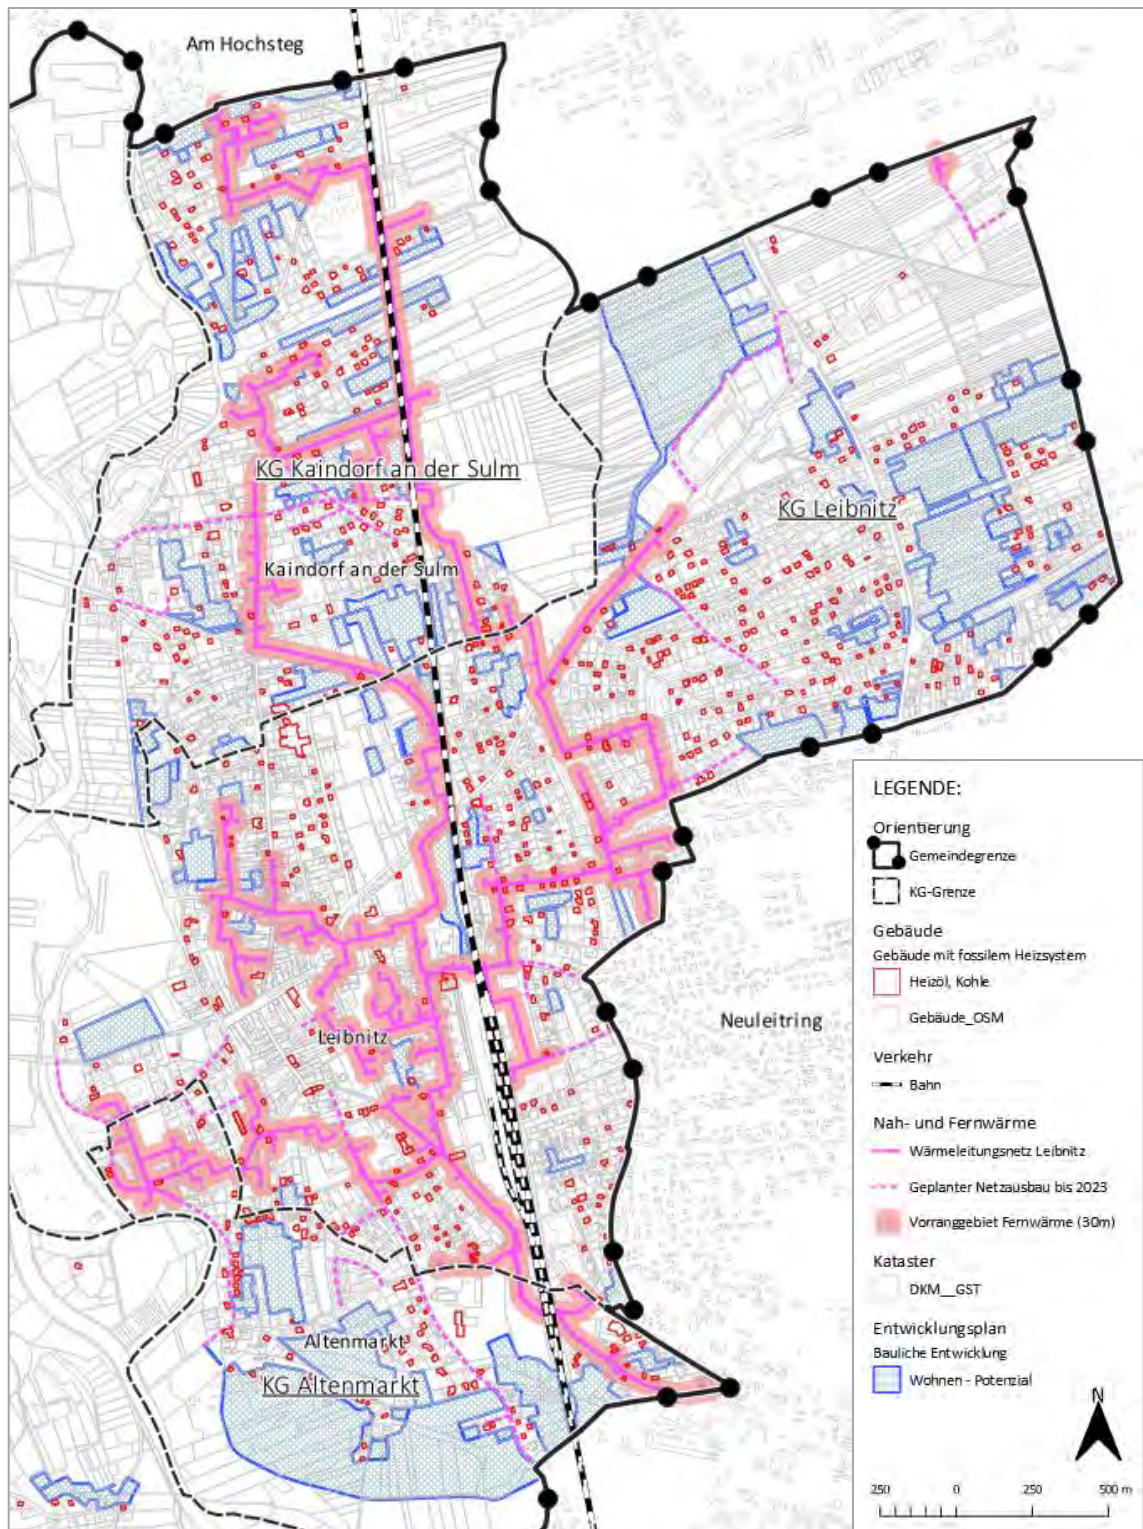 Am Hochsteg
KG Kaindorf an der Sulm
KG Leibnitz
Kaindorf an der Sulm
Neuleitring
Leibnitz
Altenmarkt
KG Altenmarkt
LEGENDE:
Orientierung
Gemeindegrenze
KG-Grenze
Gebäude
Gebäude mit fossilem Heizsystem
Heizöl, Kohle
Gebäude_OSM
Verkehr
Bahn
Nah- und Fernwärme
Wärmeleitungsnetz Leibnitz
Geplanter Netzausbau bis 2023
Vorranggebiet Fernwärme (30m)
Kataster
DKM__GST
Entwicklungsplan
Bauliche Entwicklung
Wohnen - Potenzial
N
250 0 250 500 m